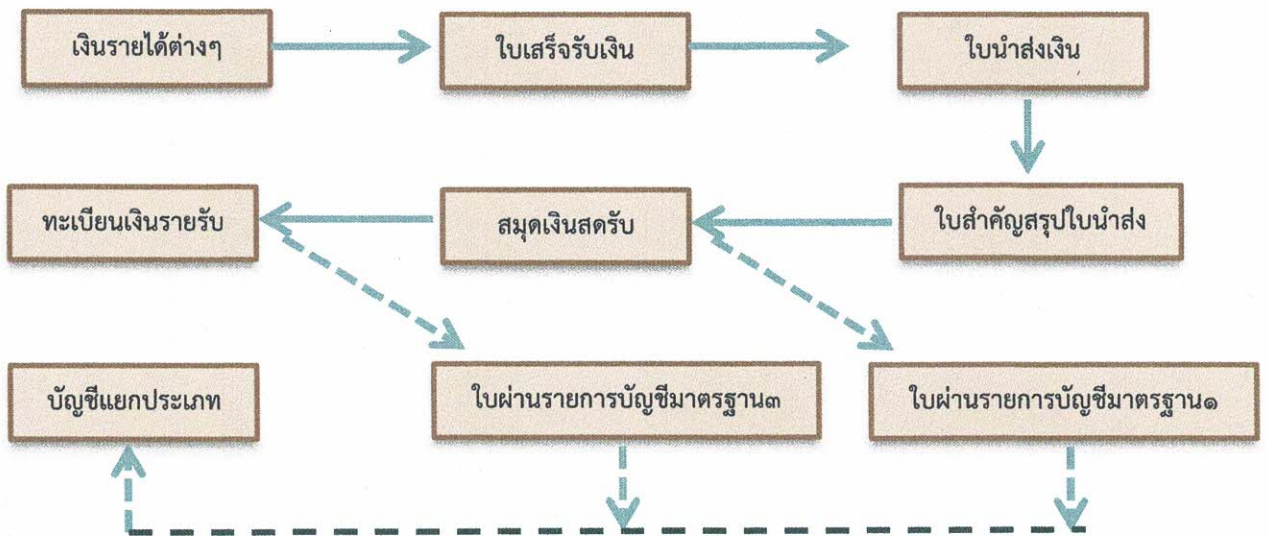 เงินรายได้ต่างๆ
ใบเสร็จรับเงิน
ใบนำส่งเงิน
ทะเบียนเงินรายรับ
สมุดเงินสดรับ
ใบสำคัญสรุปใบนำส่ง
บัญชีแยกประเภท
ใบผ่านรายการบัญชีมาตรฐาน๓
ใบผ่านรายการบัญชีมาตรฐาน๑